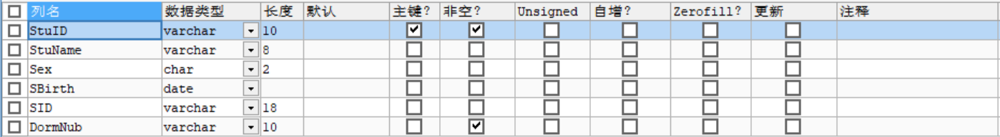 列名 数据类型 长度 默认 主键? 非空? Unsigned 自增? Zerofill? 更新 注释
StuID varchar 10
StuName varchar 8
Sex char 2
SBirth date
SID varchar 18
DormNub varchar 10